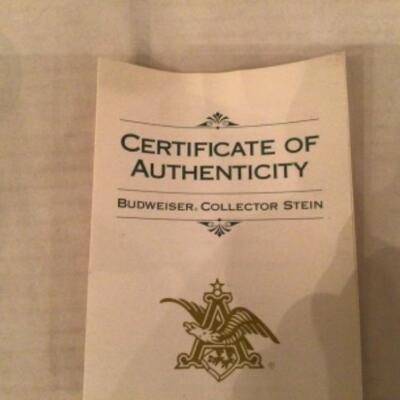 CERTIFICATE OF
AUTHENTICITY
BUDWEISER® COLLECTOR STEIN
A
®